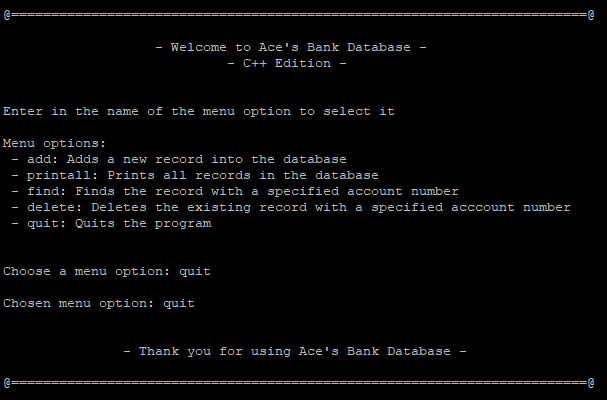 @========================================================================@
- Welcome to Ace's Bank Database -
- C++ Edition -
Enter in the name of the menu option to select it
Menu options:
- add: Adds a new record into the database
- printall: Prints all records in the database
- find: Finds the record with a specified account number
- delete: Deletes the existing record with a specified acccount number
- quit: Quits the program
Choose a menu option: quit
Chosen menu option: quit
- Thank you for using Ace's Bank Database -
@========================================================================@